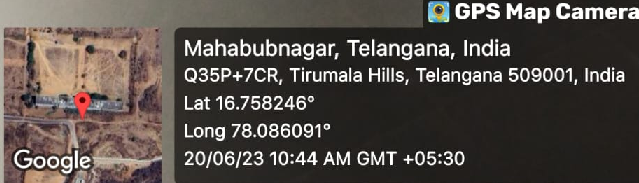 GPS Map Camera
Mahabubnagar, Telangana, India
Q35P+7CR, Tirumala Hills, Telangana 509001, India
Lat 16.758246°
Long 78.086091°
20/06/23 10:44 AM GMT +05:30
Google